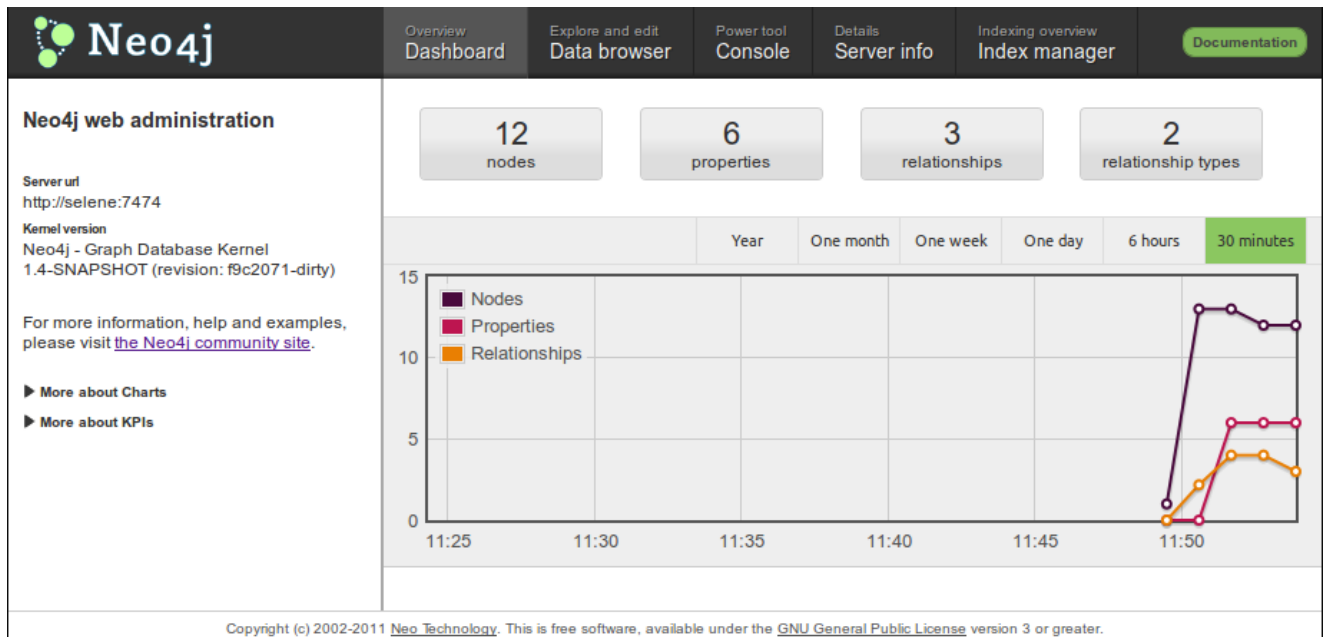 Neo4j
Overview
Dashboard
Explore and edit
Data browser
Power tool
Console
Details
Server info
Indexing overview
Index manager
Documentation
Neo4j web administration
Server url
http://selene:7474
Kernel version
Neo4j - Graph Database Kernel
1.4-SNAPSHOT (revision: f9c2071-dirty)
For more information, help and examples,
please visit the Neo4j community site.
More about Charts
More about KPIs
12
nodes
6
properties
3
relationships
2
relationship types
Year
One month
One week
One day
6 hours
30 minutes
Nodes
Properties
Relationships
15
10
5
0
11:25
11:30
11:35
11:40
11:45
11:50
Copyright (c) 2002-2011 Neo Technology. This is free software, available under the GNU General Public License version 3 or greater.